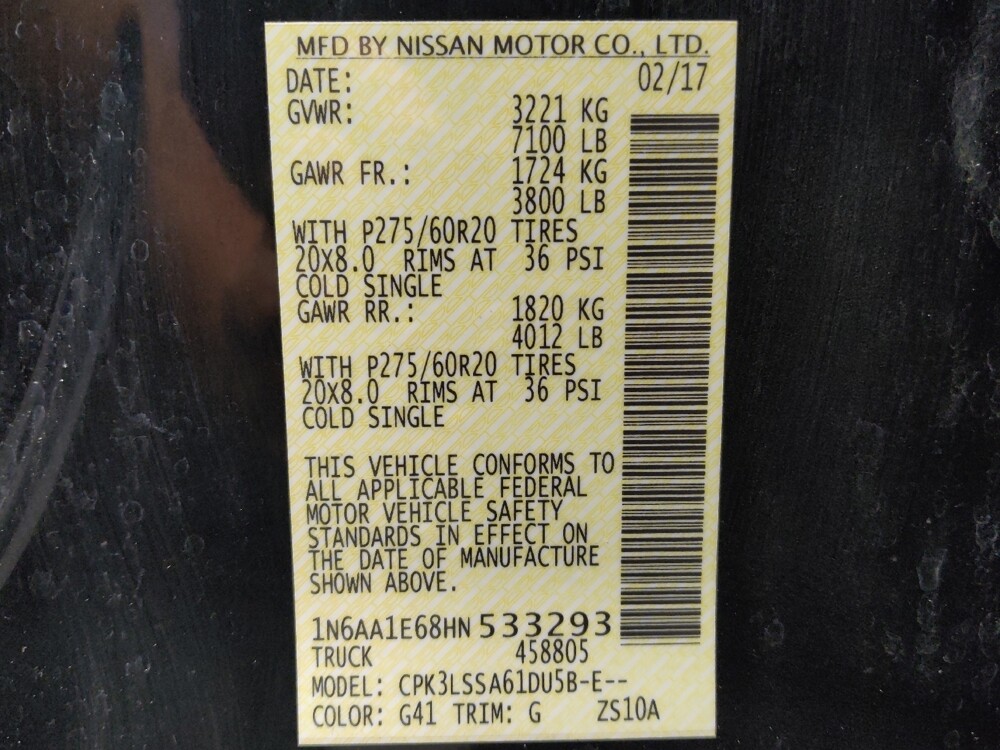 MFD BY NISSAN MOTOR CO., LTD.
DATE: 02/17
GVWR: 3221 KG
7100 LB
GAWR FR.: 1724 KG
3800 LB
WITH P275/60R20 TIRES
20X8.0 RIMS AT 36 PSI
COLD SINGLE
GAWR RR.: 1820 KG
4012 LB
WITH P275/60R20 TIRES
20X8.0 RIMS AT 36 PSI
COLD SINGLE
THIS VEHICLE CONFORMS TO
ALL APPLICABLE FEDERAL
MOTOR VEHICLE SAFETY
STANDARDS IN EFFECT ON
THE DATE OF MANUFACTURE
SHOWN ABOVE.
1N6AA1E68HN533293
TRUCK 458805
MODEL: CPK3LSSA61DU5B-E--
COLOR: G41 TRIM: G ZS10A